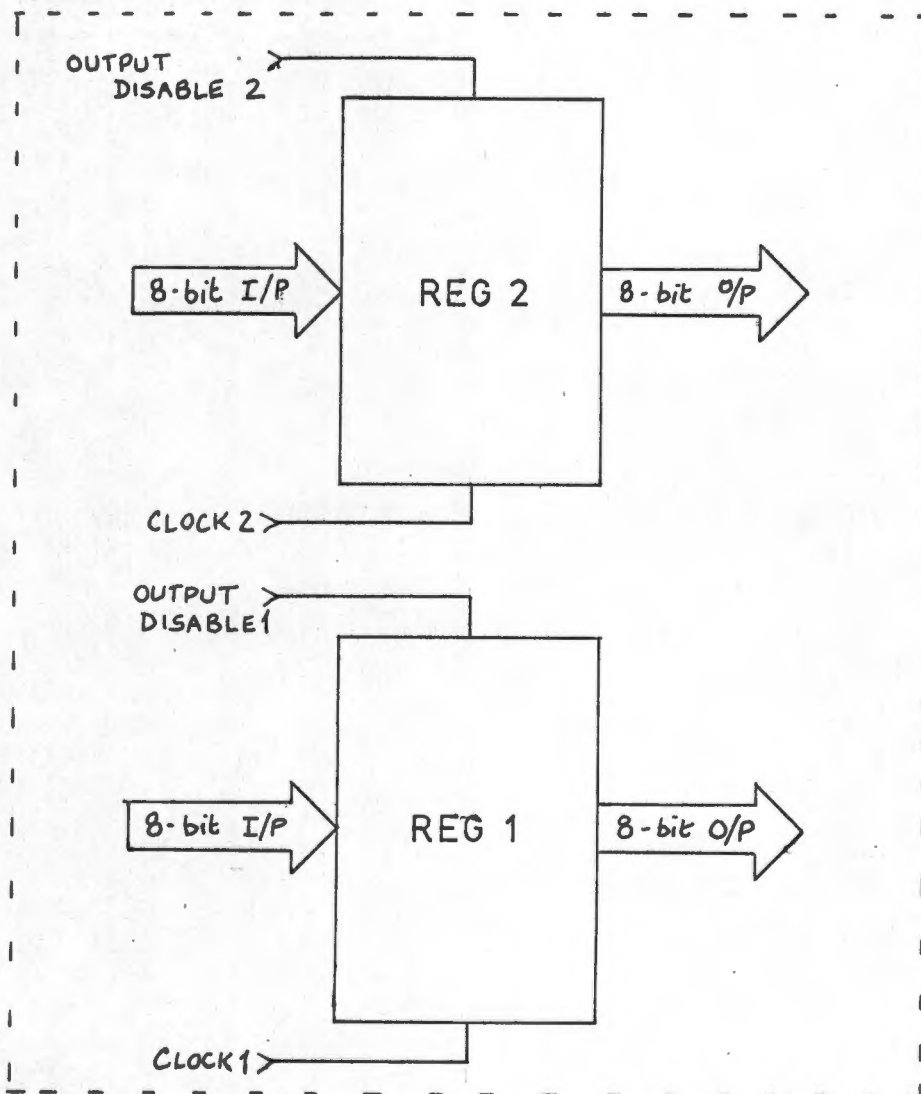 OUTPUT
DISABLE 2
8-bit I/P
REG 2
8-bit O/P
CLOCK 2
OUTPUT
DISABLE 1
8-bit I/P
REG 1
8-bit O/P
CLOCK 1